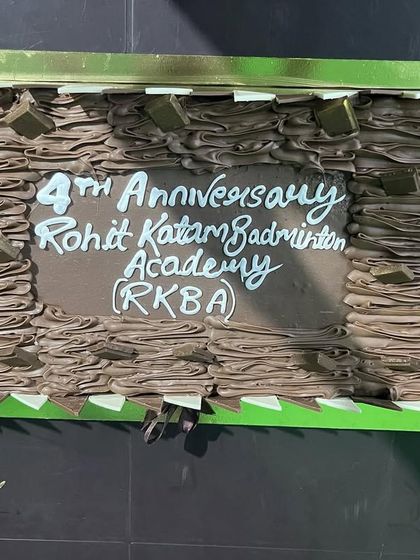 4TH Anniversary
Rohit Katam Badminton
Academy
(RKBA)